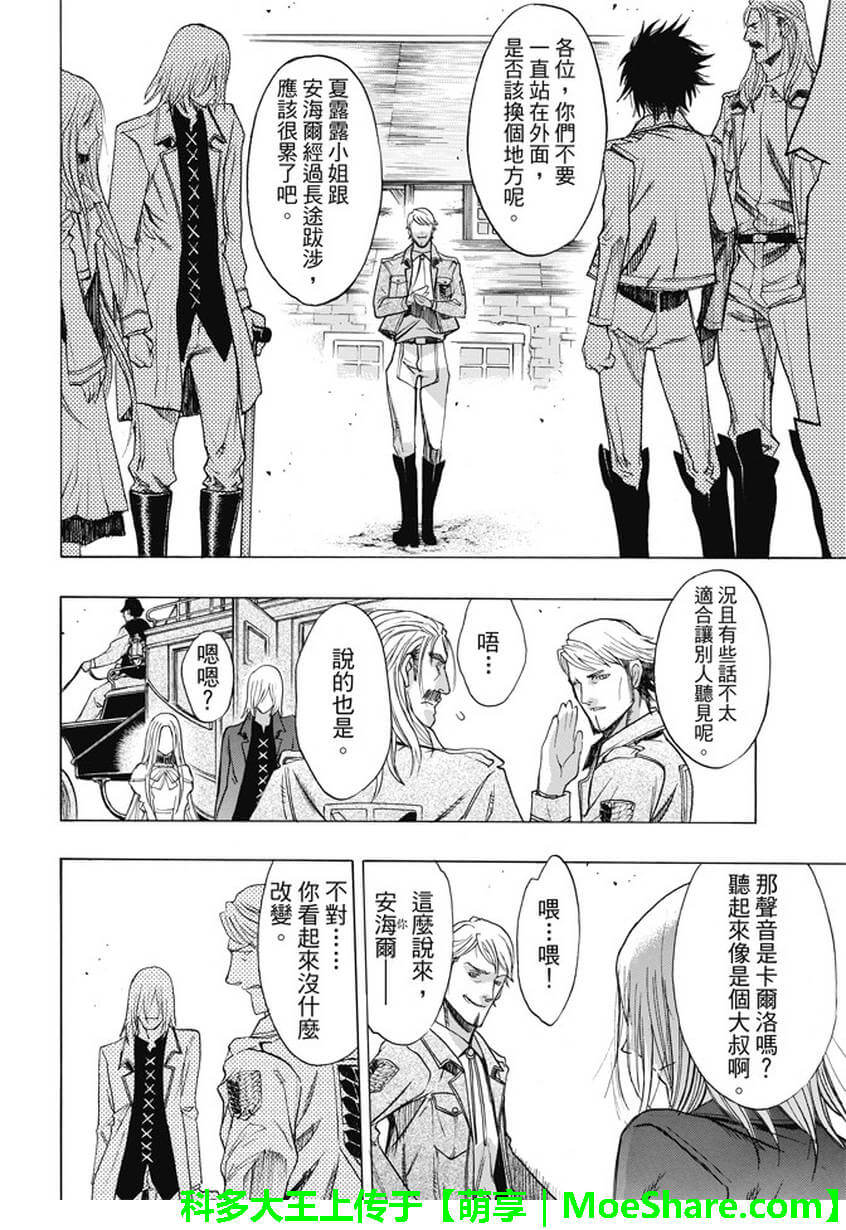 各位，你們不要
一直站在外面，
是否該換個地方呢。
夏露露小姐跟
安海爾經過長途跋涉，
應該很累了吧。
況且有些話不太
適合讓別人聽見呢。
唔…
說的也是。
嗯嗯？
那聲音是卡爾洛嗎？
聽起來像是個大叔啊。
喂…喂！
這麼說來，
你
安海爾——
不對……
你看起來沒什麼
改變。
科多大王上传于【萌享】MoeShare.com】